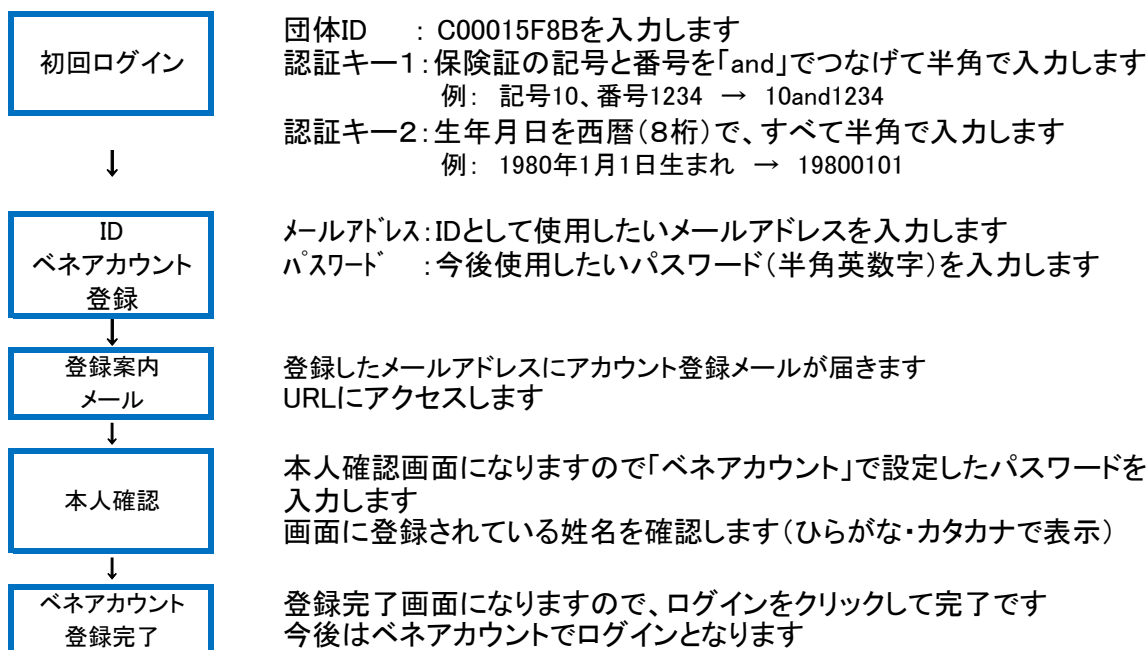 初回ログイン
団体ID : C00015F8Bを入力します
認証キー1:保険証の記号と番号を「and」でつなげて半角で入力します
例: 記号10、番号1234 → 10and1234
認証キー2:生年月日を西暦(8桁)で、すべて半角で入力します
例: 1980年1月1日生まれ → 19800101
↓
ID
ベネアカウント
登録
メールアドレス:IDとして使用したいメールアドレスを入力します
パスワード :今後使用したいパスワード(半角英数字)を入力します
↓
登録案内
メール
登録したメールアドレスにアカウント登録メールが届きます
URLにアクセスします
↓
本人確認
本人確認画面になりますので「ベネアカウント」で設定したパスワードを
入力します
画面に登録されている姓名を確認します(ひらがな・カタカナで表示)
↓
ベネアカウント
登録完了
登録完了画面になりますので、ログインをクリックして完了です
今後はベネアカウントでログインとなります